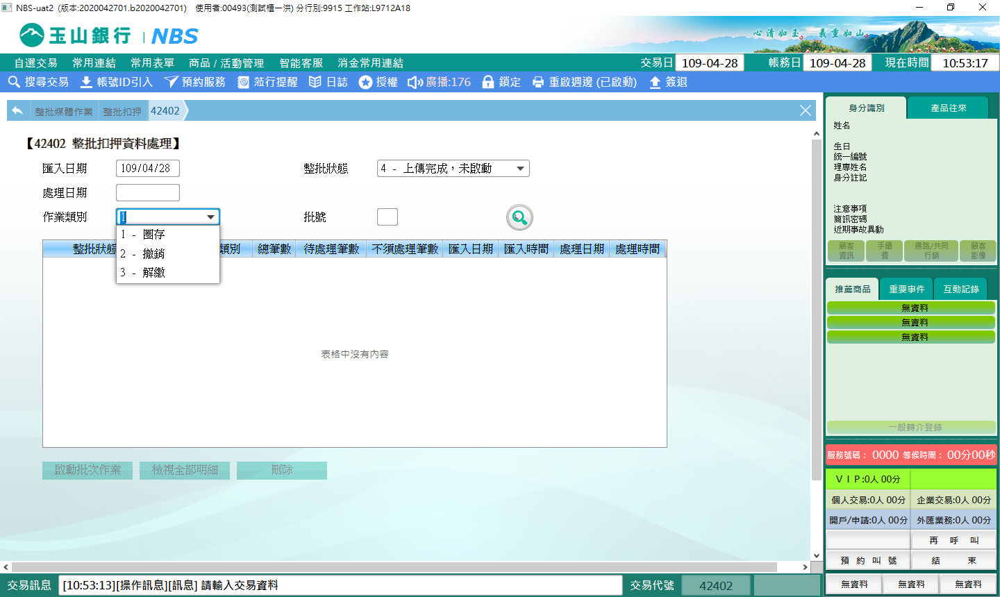 NBS-uat2 (版本:2020042701.b2020042701) 使用者:00493(測試櫃一洪) 分行別:9915 工作站:L9712A18
玉山銀行 | NBS
心清如玉。 義重如山。
自選交易 常用連結 常用表單 商品 / 活動管理 智能客服 消金常用連結 交易日 109-04-28 帳務日 109-04-28 現在時間 10:53:17
搜尋交易 帳號ID引入 預約服務 蒞行提醒 日誌 授權 廣播:176 鎖定 重啟週邊 (已啟動) 簽退
整批媒體作業 整批扣押 42402
【42402 整批扣押資料處理】
匯入日期 109/04/28 整批狀態 4 - 上傳完成，未啟動
處理日期
作業類別 1 批號
1 - 圈存
2 - 撤銷
3 - 解繳
整批狀態 類別 總筆數 待處理筆數 不須處理筆數 匯入日期 匯入時間 處理日期 處理時間
表格中沒有內容
啟動批次作業 檢視全部明細 刪除
身分識別 產品往來
姓名
生日
統一編號
理專姓名
身分註記
注意事項
簡訊密碼
近期事故異動
顧客資訊 手續費 通路/共同行銷 顧客影像
推薦商品 重要事件 互動記錄
無資料
無資料
無資料
一般轉介登錄
服務號碼： 0000 等候時間： 00分00秒
ＶＩＰ:0人 00分
個人交易:0人 00分 企業交易:0人 00分
開戶/申請:0人 00分 外匯業務:0人 00分
再 呼 叫
預 約 叫 號 結 束
無資料 無資料 無資料
交易訊息 [10:53:13][操作訊息][訊息] 請輸入交易資料 交易代號 42402